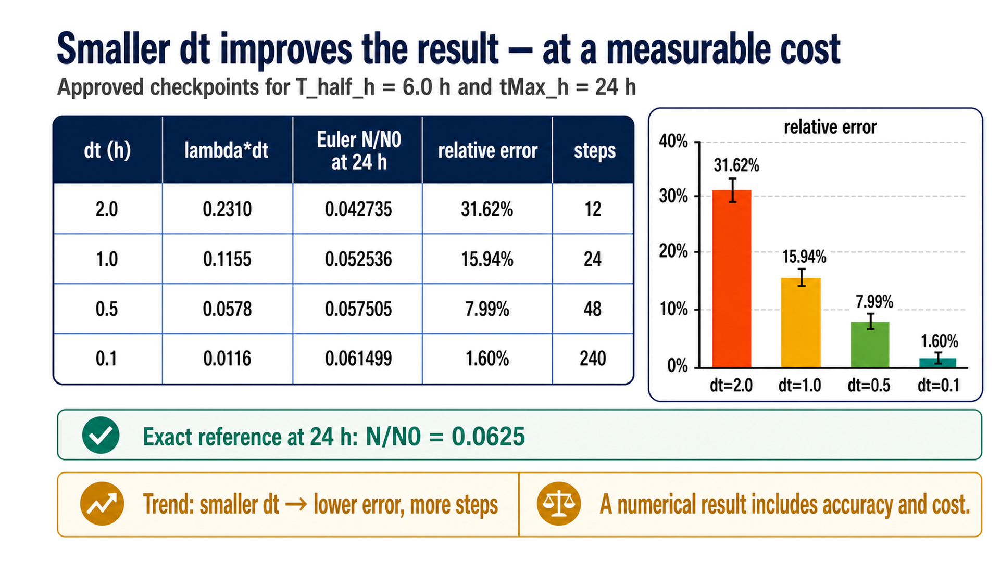 Smaller dt improves the result — at a measurable cost
Approved checkpoints for T_half_h = 6.0 h and tMax_h = 24 h
dt (h) lambda*dt Euler N/N0 at 24 h relative error steps
2.0 0.2310 0.042735 31.62% 12
1.0 0.1155 0.052536 15.94% 24
0.5 0.0578 0.057505 7.99% 48
0.1 0.0116 0.061499 1.60% 240
relative error
40%
31.62%
30%
20%
15.94%
10%
7.99%
1.60%
0%
dt=2.0 dt=1.0 dt=0.5 dt=0.1
Exact reference at 24 h: N/N0 = 0.0625
Trend: smaller dt → lower error, more steps
A numerical result includes accuracy and cost.